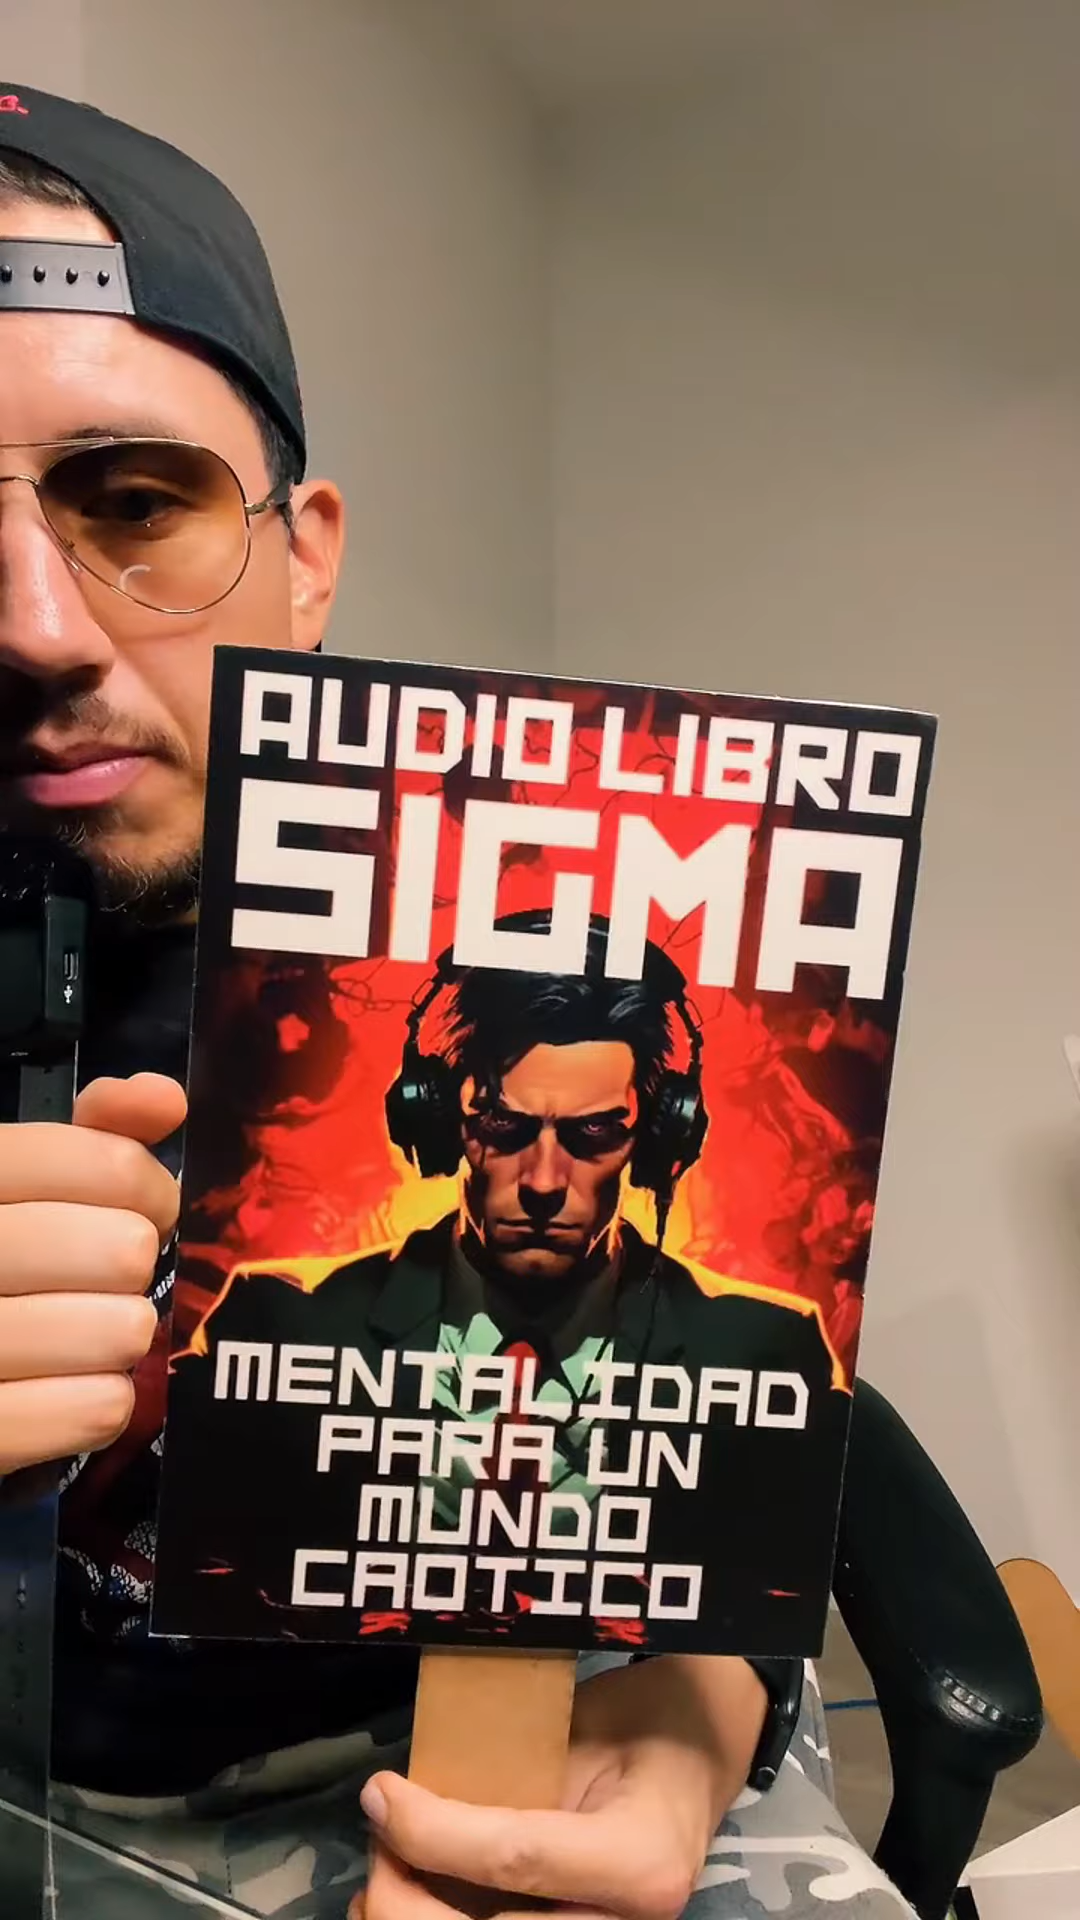 AUDIO LIBRO
SIGMA
MENTALIDAD
PARA UN
MUNDO
CAOTICO